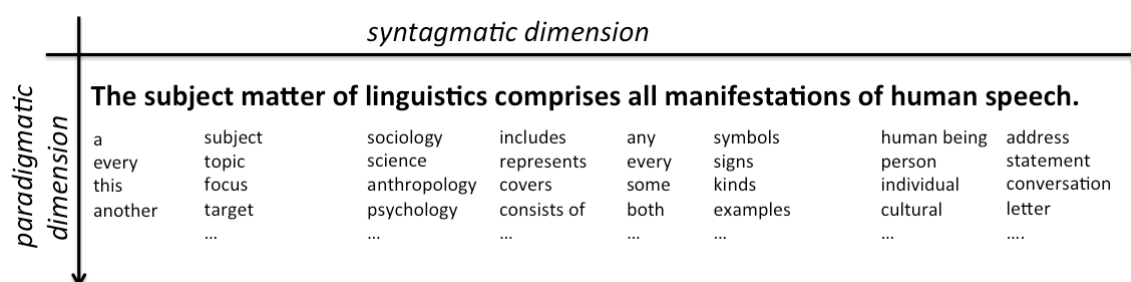 syntagmatic dimension
paradigmatic
dimension
The subject matter of linguistics comprises all manifestations of human speech.
a subject sociology includes any symbols human being address
every topic science represents every signs person statement
this focus anthropology covers some kinds individual conversation
another target psychology consists of both examples cultural letter
... ... ... ... ... ... ....